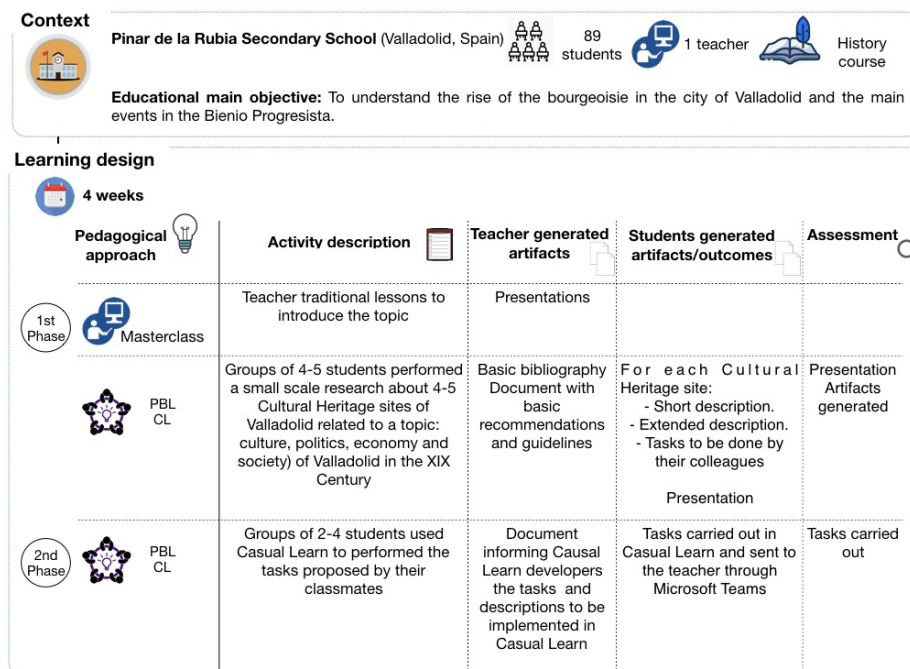 Context
Pinar de la Rubia Secondary School (Valladolid, Spain)
89
students
1 teacher
History
course
Educational main objective: To understand the rise of the bourgeoisie in the city of Valladolid and the main
events in the Bienio Progresista.
Learning design
4 weeks
Pedagogical
approach
Activity description
Teacher generated
artifacts
Students generated
artifacts/outcomes
Assessment
1st
Phase
Masterclass
Teacher traditional lessons to
introduce the topic
Presentations
PBL
CL
Groups of 4-5 students performed
a small scale research about 4-5
Cultural Heritage sites of
Valladolid related to a topic:
culture, politics, economy and
society) of Valladolid in the XIX
Century
Basic bibliography
Document with
basic
recommendations
and guidelines
For each Cultural
Heritage site:
- Short description.
- Extended description.
- Tasks to be done by
their colleagues
Presentation
Presentation
Artifacts
generated
2nd
Phase
PBL
CL
Groups of 2-4 students used
Casual Learn to performed the
tasks proposed by their
classmates
Document
informing Causal
Learn developers
the tasks and
descriptions to be
implemented in
Casual Learn
Tasks carried out in
Casual Learn and sent to
the teacher through
Microsoft Teams
Tasks carried
out